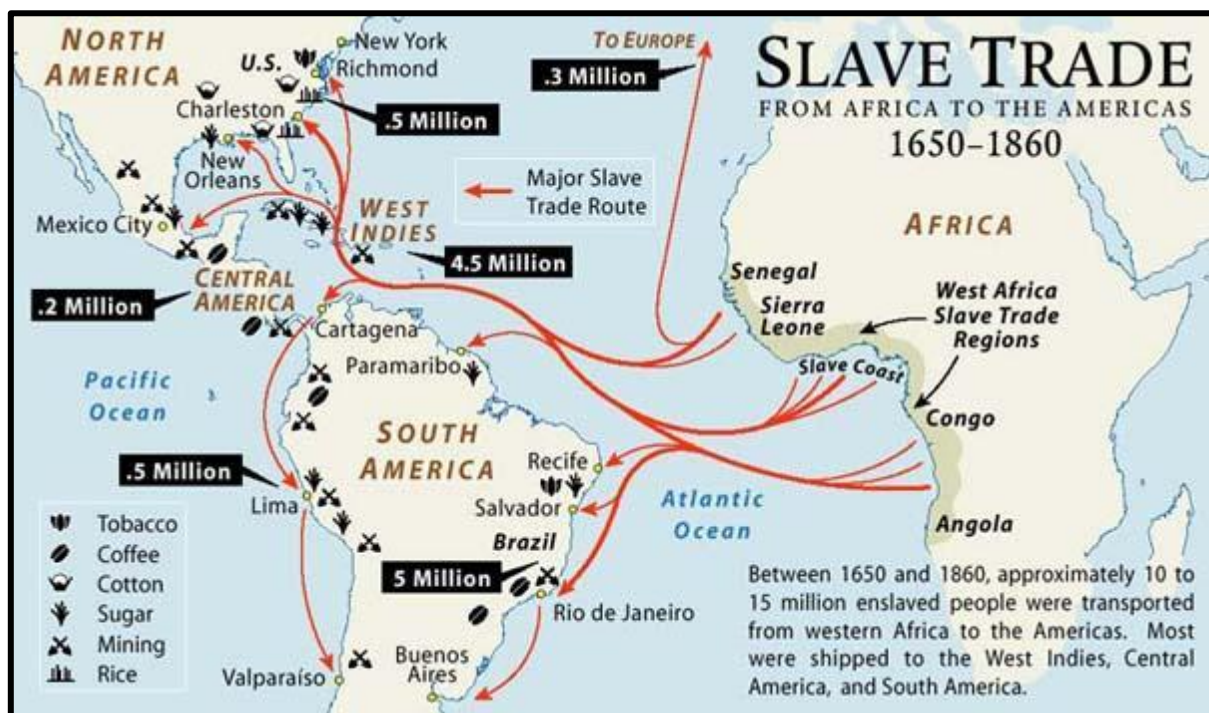 SLAVE TRADE
FROM AFRICA TO THE AMERICAS
1650–1860
NORTH
AMERICA
U.S.
New York
Richmond
Charleston
.5 Million
New
Orleans
Mexico City
TO EUROPE
.3 Million
Major Slave
Trade Route
WEST
INDIES
4.5 Million
CENTRAL
AMERICA
.2 Million
Cartagena
Paramaribo
Pacific
Ocean
SOUTH
AMERICA
.5 Million
Lima
Recife
Salvador
Brazil
5 Million
Rio de Janeiro
Buenos
Aires
Valparaíso
Atlantic
Ocean
AFRICA
Senegal
Sierra
Leone
West Africa
Slave Trade
Regions
Slave Coast
Congo
Angola
Tobacco
Coffee
Cotton
Sugar
Mining
Rice
Between 1650 and 1860, approximately 10 to
15 million enslaved people were transported
from western Africa to the Americas. Most
were shipped to the West Indies, Central
America, and South America.